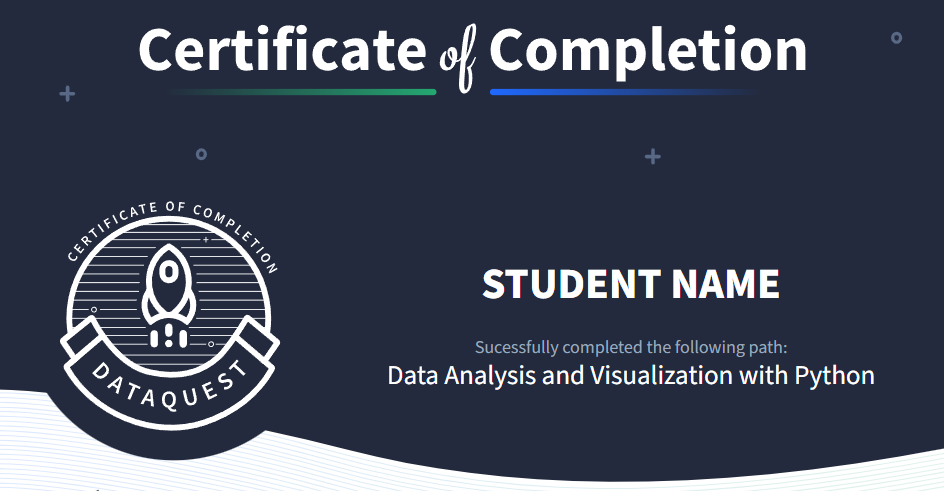 Certificate of Completion
CERTIFICATE OF COMPLETION
DATAQUEST
STUDENT NAME
Sucessfully completed the following path:
Data Analysis and Visualization with Python